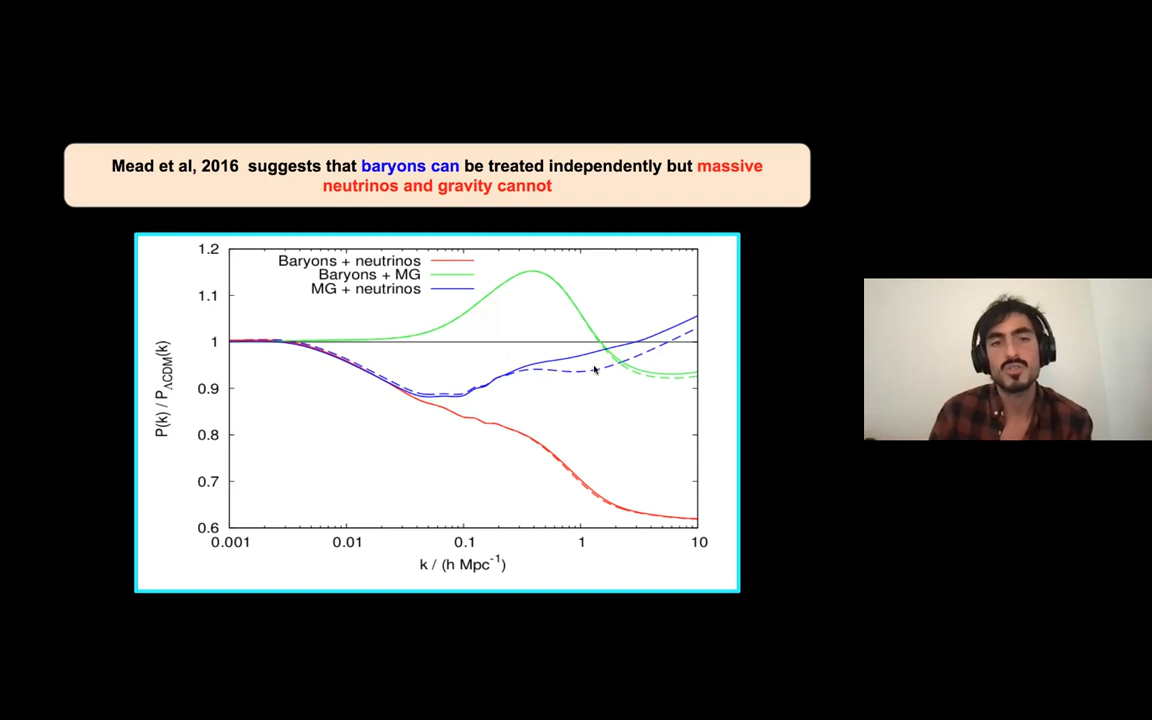 Mead et al, 2016 suggests that baryons can be treated independently but massive
neutrinos and gravity cannot
Baryons + neutrinos
Baryons + MG
MG + neutrinos
1.2
1.1
1
0.9
0.8
0.7
0.6
P(k) / PΛCDM(k)
0.001 0.01 0.1 1 10
k / (h Mpc⁻¹)